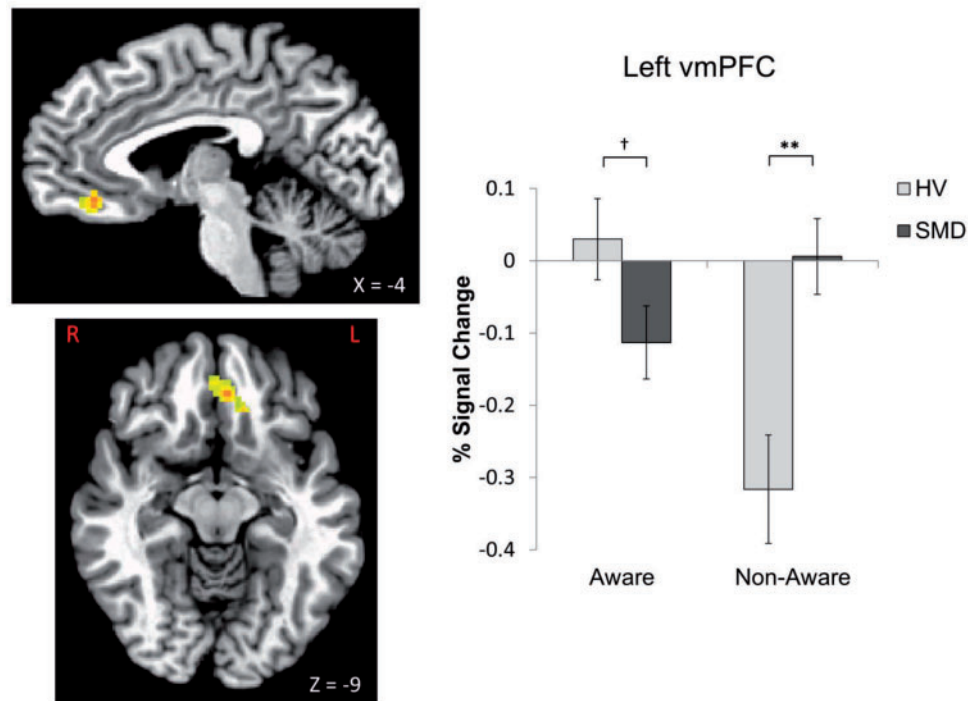 X = -4
R L
Z = -9
Left vmPFC
† **
HV
SMD
% Signal Change
0.1
0
-0.1
-0.2
-0.3
-0.4
Aware Non-Aware